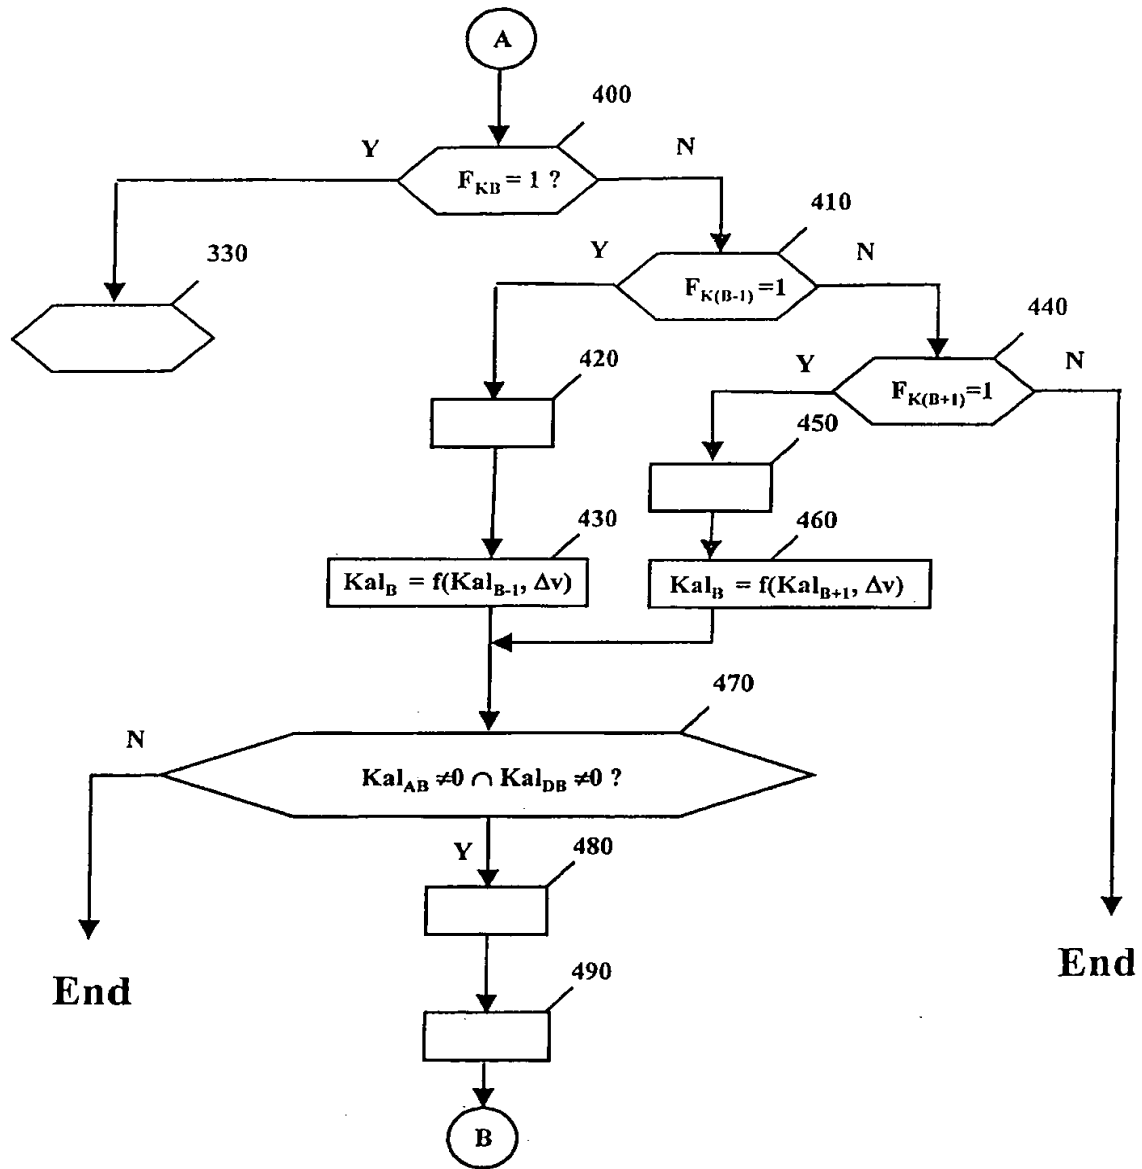 A
400
Y
N
F_KB = 1 ?
410
330
Y
N
F_K(B-1) =1
440
420
Y
N
F_K(B+1) =1
450
430
460
Kal_B = f(Kal_B-1, Δv)
Kal_B = f(Kal_B+1, Δv)
470
N
Kal_AB ≠0 ∩ Kal_DB ≠0 ?
Y
480
End
End
490
B